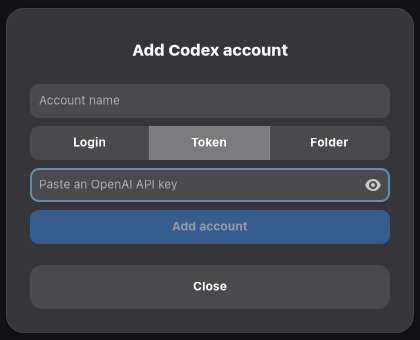 Add Codex account
Account name
Login Token Folder
Paste an OpenAI API key
Add account
Close